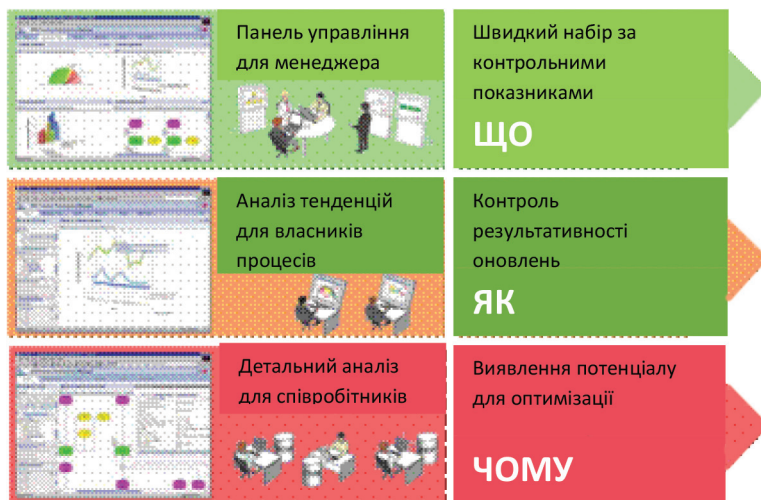 Панель управління
для менеджера
Швидкий набір за
контрольними
показниками
ЩО
Аналіз тенденцій
для власників
процесів
Контроль
результативності
оновлень
ЯК
Детальний аналіз
для співробітників
Виявлення потенціалу
для оптимізації
ЧОМУ